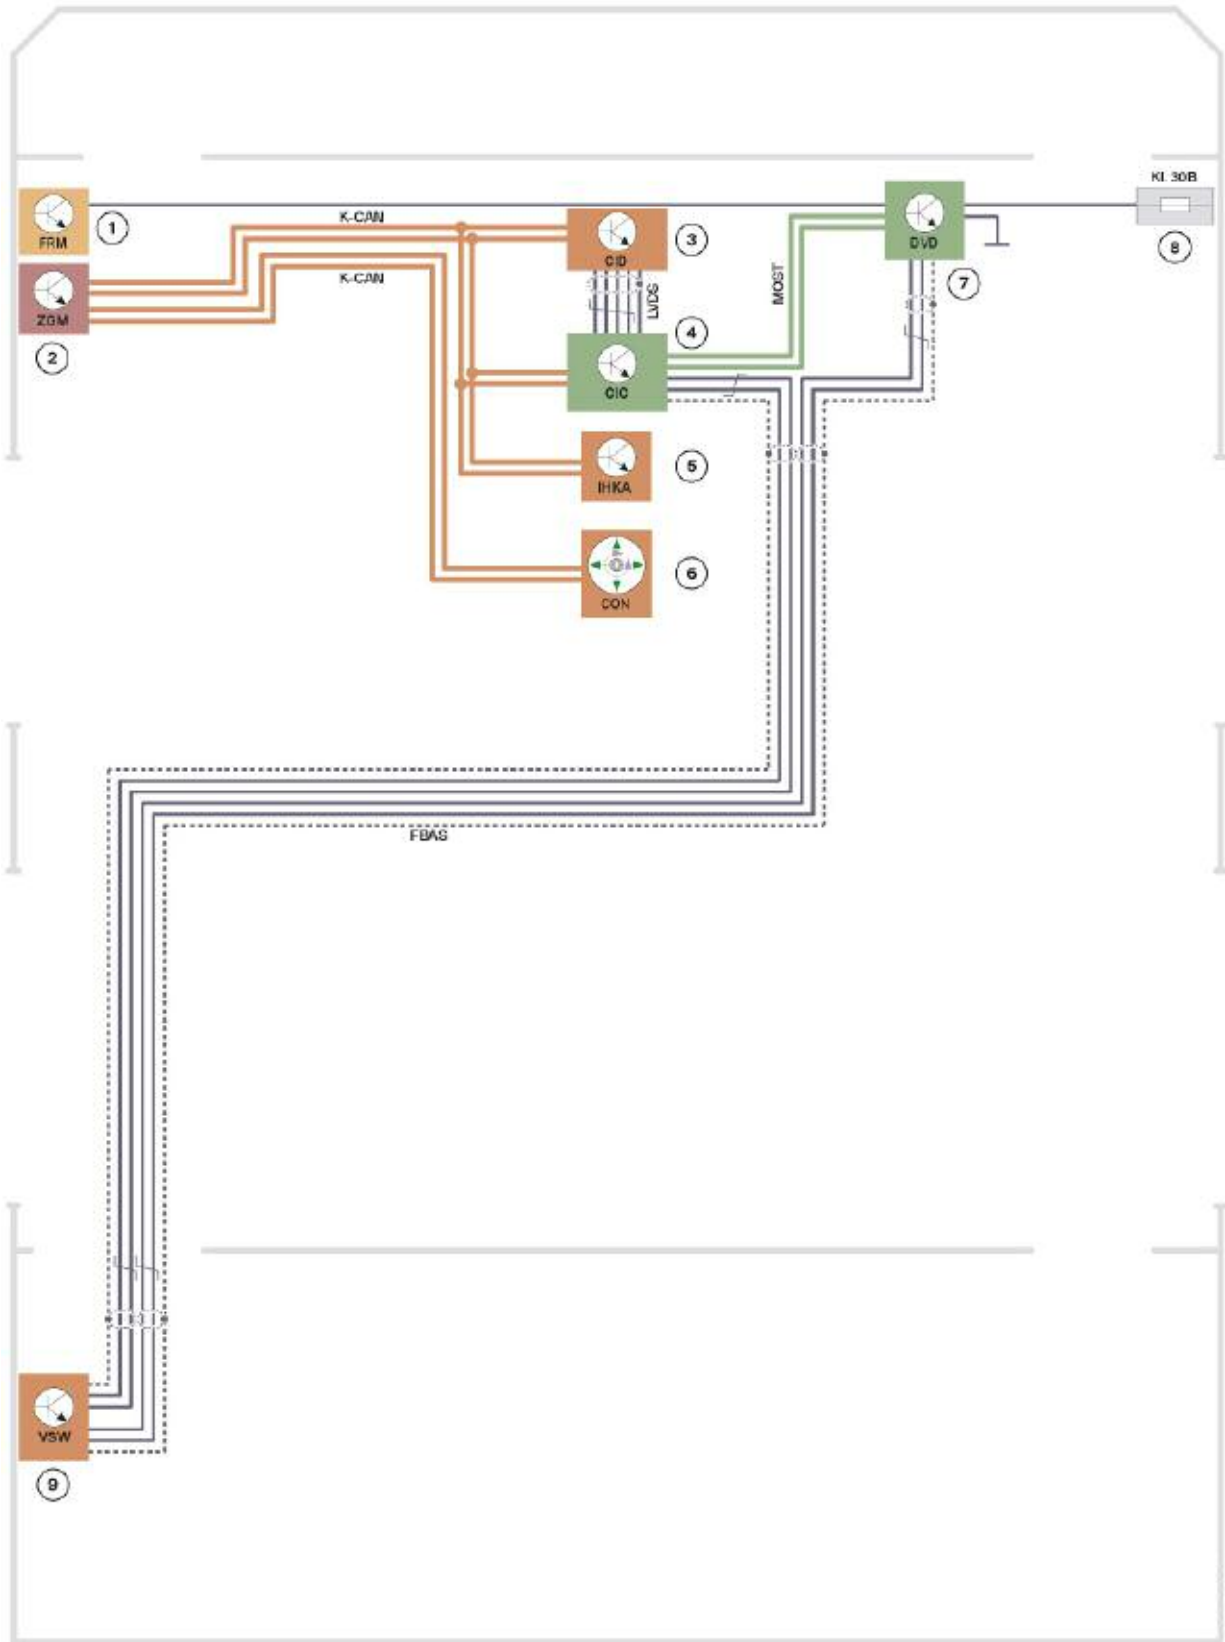 KL 30B
FRM
1
K-CAN
CID
3
DVD
8
ZGM
K-CAN
LVDS
MOST
7
2
4
CIC
IHKA
5
CON
6
FBAS
VSW
9